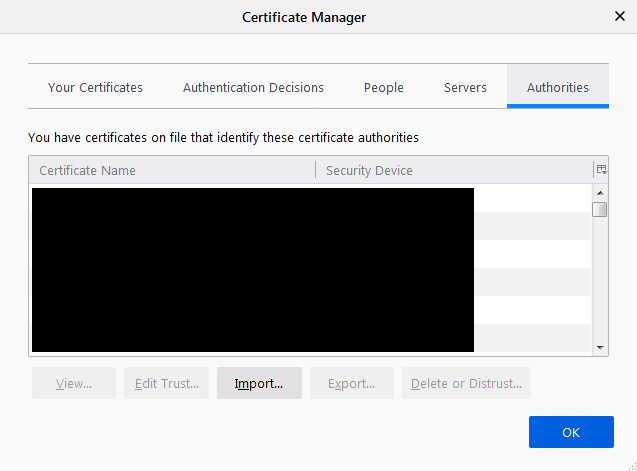 Certificate Manager
Your Certificates Authentication Decisions People Servers Authorities
You have certificates on file that identify these certificate authorities
Certificate Name Security Device
View... Edit Trust... Import... Export... Delete or Distrust...
OK